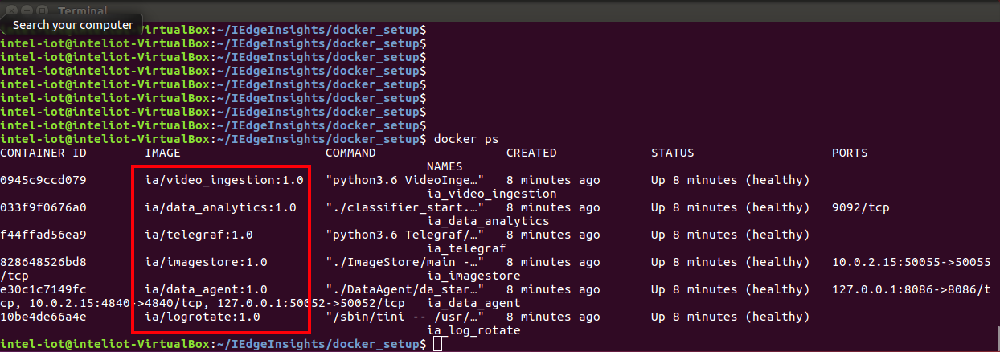 Terminal
Search your computer
tualBox:~/IEdgeInsights/docker_setup$
intel-iot@inteliot-VirtualBox:~/IEdgeInsights/docker_setup$
intel-iot@inteliot-VirtualBox:~/IEdgeInsights/docker_setup$
intel-iot@inteliot-VirtualBox:~/IEdgeInsights/docker_setup$
intel-iot@inteliot-VirtualBox:~/IEdgeInsights/docker_setup$
intel-iot@inteliot-VirtualBox:~/IEdgeInsights/docker_setup$
intel-iot@inteliot-VirtualBox:~/IEdgeInsights/docker_setup$
intel-iot@inteliot-VirtualBox:~/IEdgeInsights/docker_setup$
intel-iot@inteliot-VirtualBox:~/IEdgeInsights/docker_setup$ docker ps
CONTAINER ID IMAGE COMMAND CREATED STATUS PORTS
NAMES
0945c9ccd079 ia/video_ingestion:1.0 "python3.6 VideoInge…" 8 minutes ago Up 8 minutes (healthy)
ia_video_ingestion
033f9f0676a0 ia/data_analytics:1.0 "./classifier_start.…" 8 minutes ago Up 8 minutes (healthy) 9092/tcp
ia_data_analytics
f44ffad56ea9 ia/telegraf:1.0 "python3.6 Telegraf/…" 8 minutes ago Up 8 minutes (healthy)
ia_telegraf
828648526bd8 ia/imagestore:1.0 "./ImageStore/main -…" 8 minutes ago Up 8 minutes (healthy) 10.0.2.15:50055->50055
/tcp ia_imagestore
e30c1c7149fc ia/data_agent:1.0 "./DataAgent/da_star…" 8 minutes ago Up 8 minutes (healthy) 127.0.0.1:8086->8086/t
cp, 10.0.2.15:4840->4840/tcp, 127.0.0.1:50052->50052/tcp ia_data_agent
10be4de66a4e ia/logrotate:1.0 "/sbin/tini -- /usr/…" 8 minutes ago Up 8 minutes (healthy)
ia_log_rotate
intel-iot@inteliot-VirtualBox:~/IEdgeInsights/docker_setup$